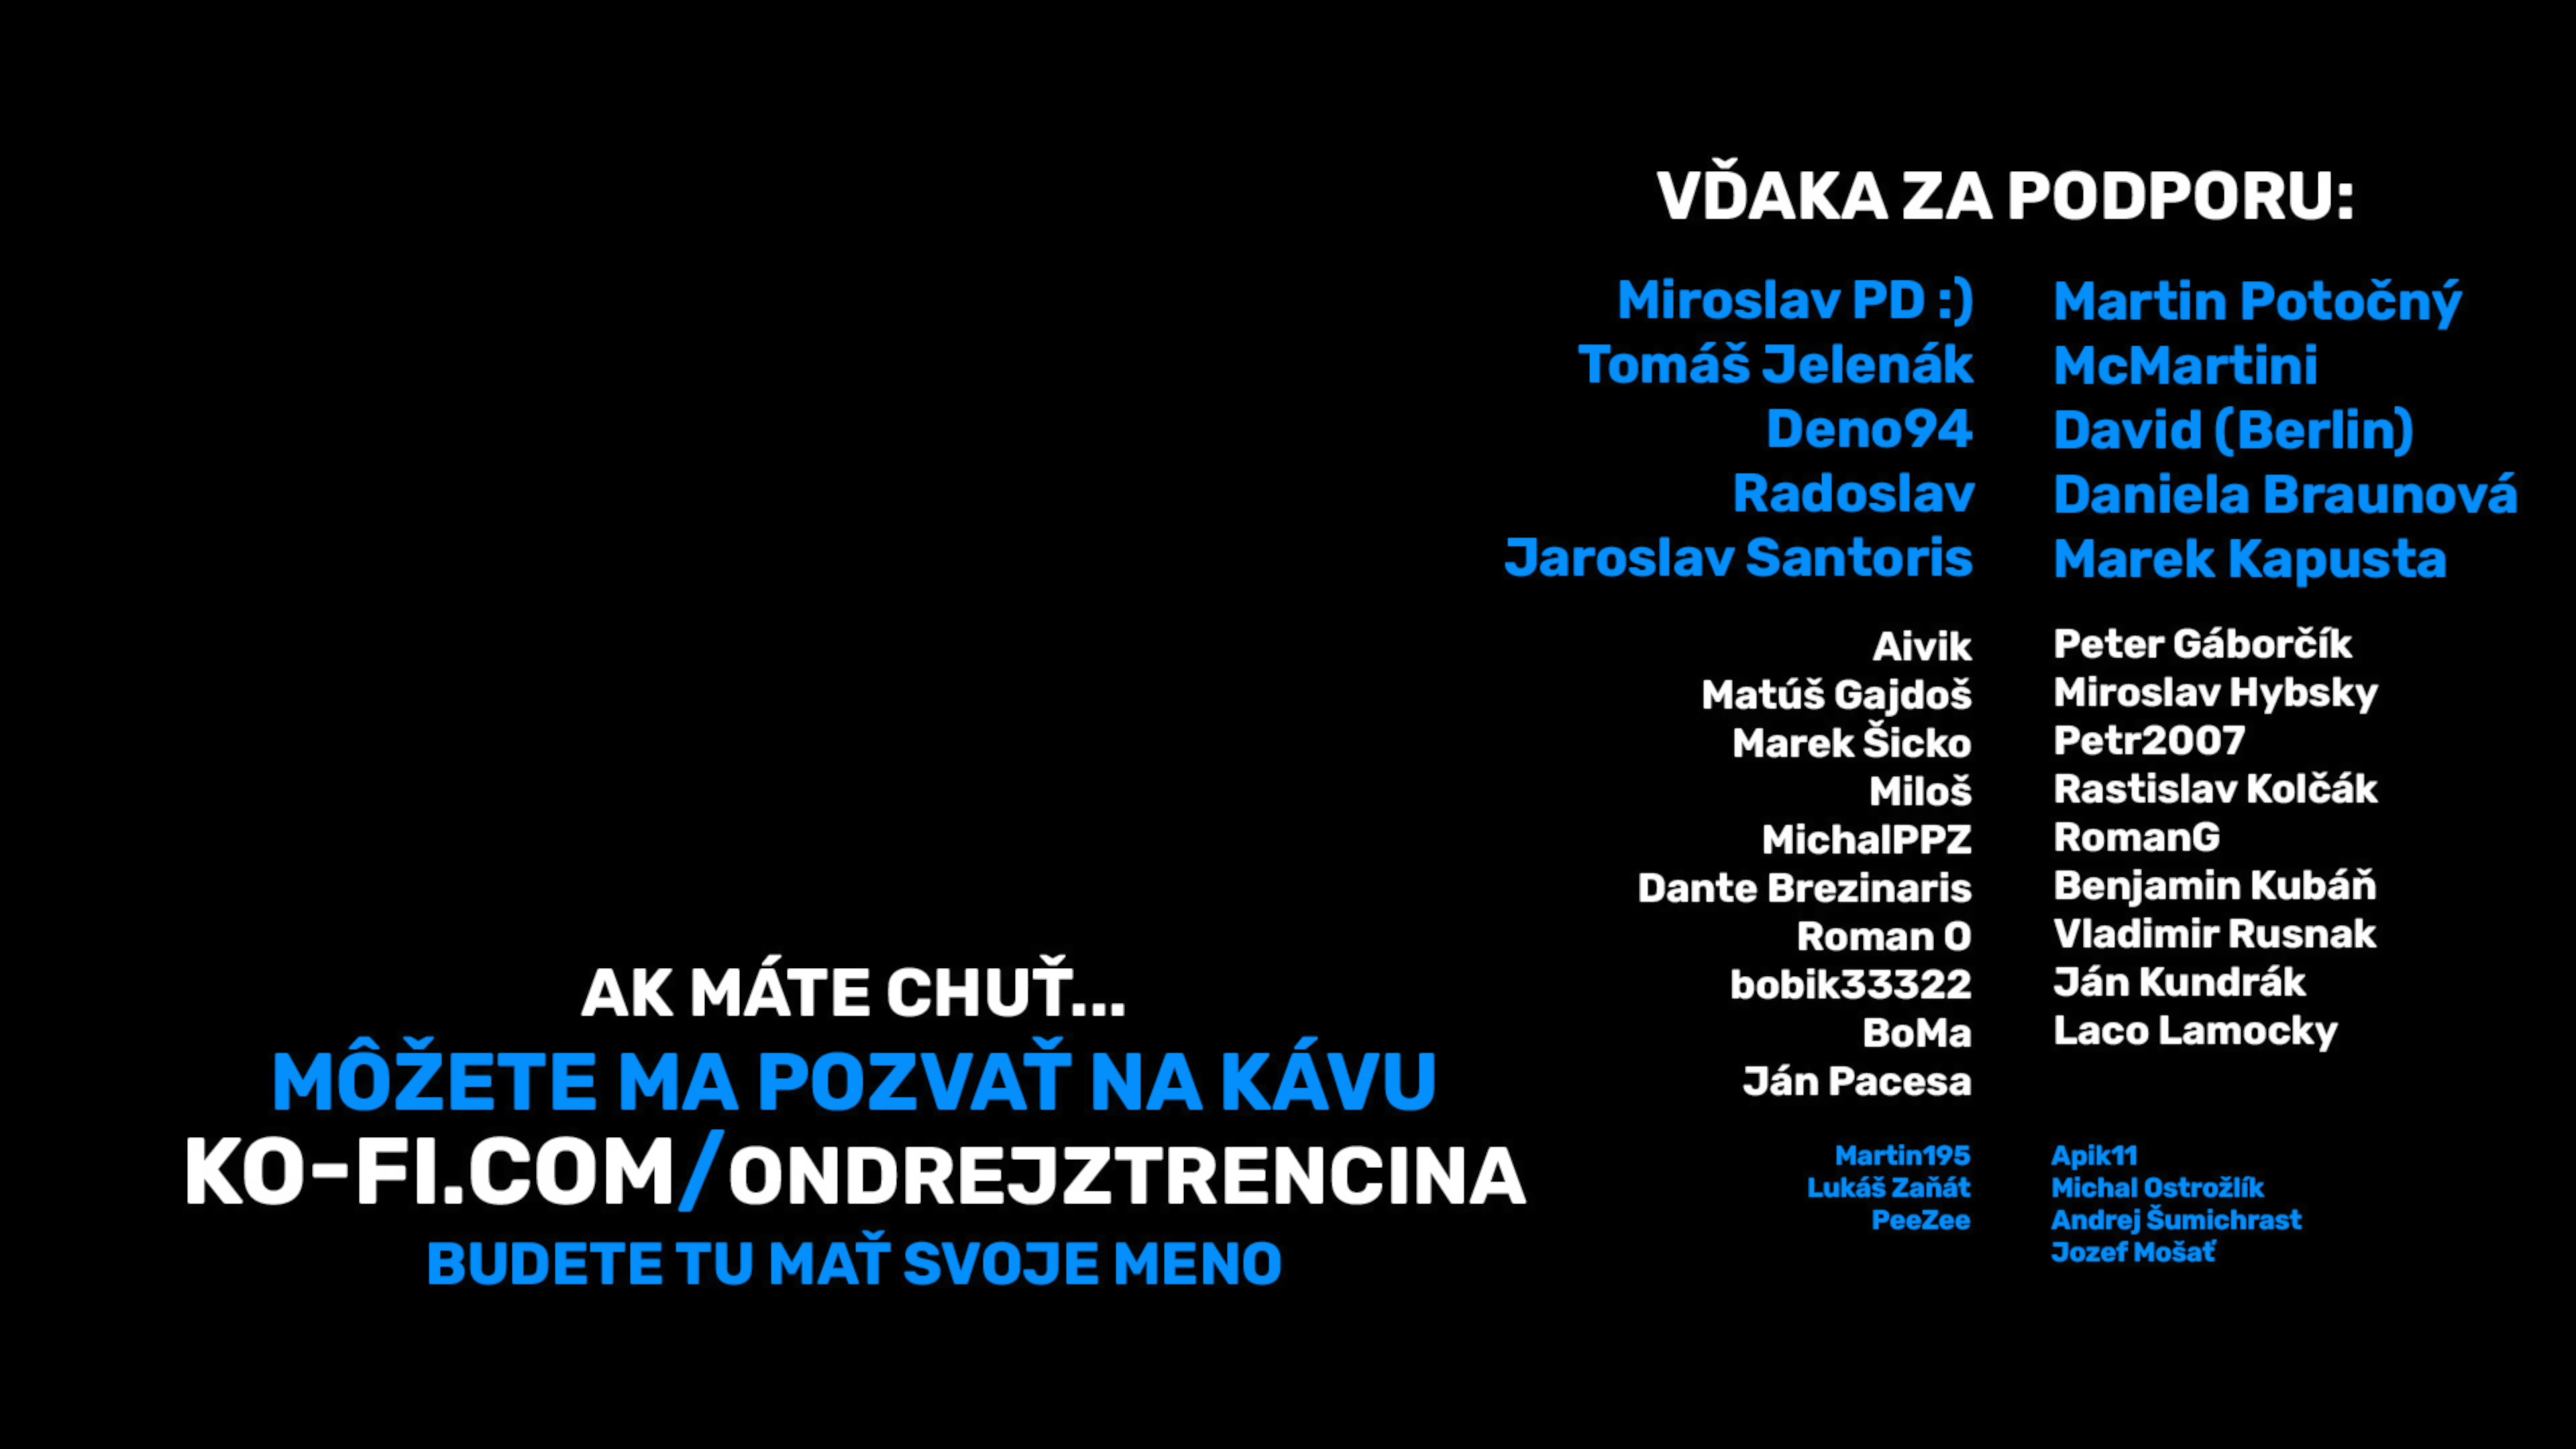 VĎAKA ZA PODPORU:
Miroslav PD :)
Tomáš Jelenák
Deno94
Radoslav
Jaroslav Santoris
Martin Potočný
McMartini
David (Berlin)
Daniela Braunová
Marek Kapusta
Aivik
Matúš Gajdoš
Marek Šicko
Miloš
MichalPPZ
Dante Brezinaris
Roman O
bobik33322
BoMa
Ján Pacesa
Peter Gáborčík
Miroslav Hybsky
Petr2007
Rastislav Kolčák
RomanG
Benjamin Kubáň
Vladimir Rusnak
Ján Kundrák
Laco Lamocky
Martin195
Lukáš Zaňát
PeeZee
Apik11
Michal Ostrožlík
Andrej Šumichrast
Jozef Mošať
AK MÁTE CHUŤ...
MÔŽETE MA POZVAŤ NA KÁVU
KO-FI.COM/ONDREJZTRENCINA
BUDETE TU MAŤ SVOJE MENO